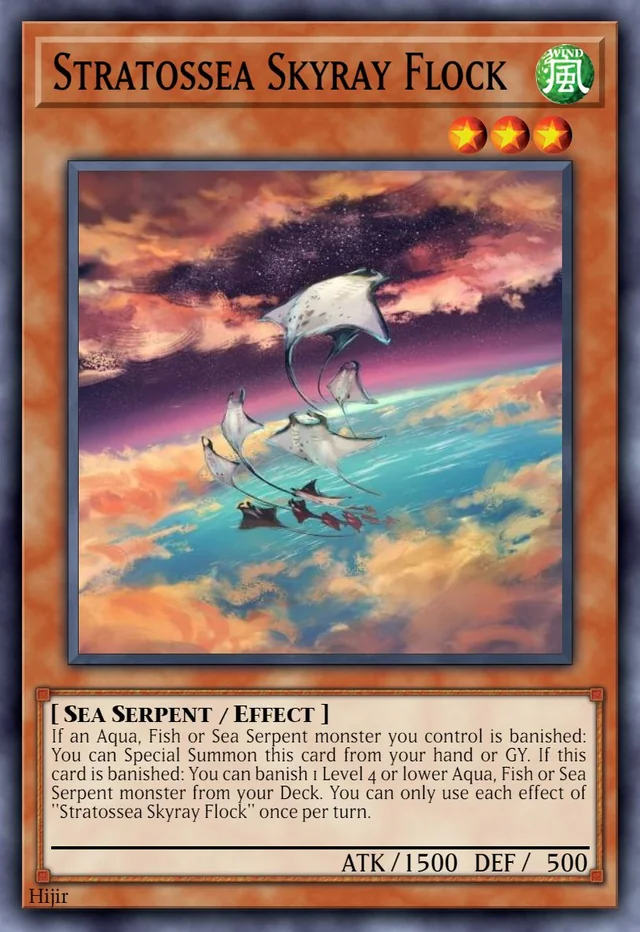 Stratossea Skyray Flock
WIND
風
[ Sea Serpent / Effect ]
If an Aqua, Fish or Sea Serpent monster you control is banished:
You can Special Summon this card from your hand or GY. If this
card is banished: You can banish 1 Level 4 or lower Aqua, Fish or Sea
Serpent monster from your Deck. You can only use each effect of
"Stratossea Skyray Flock" once per turn.
ATK / 1500 DEF / 500
Hijir